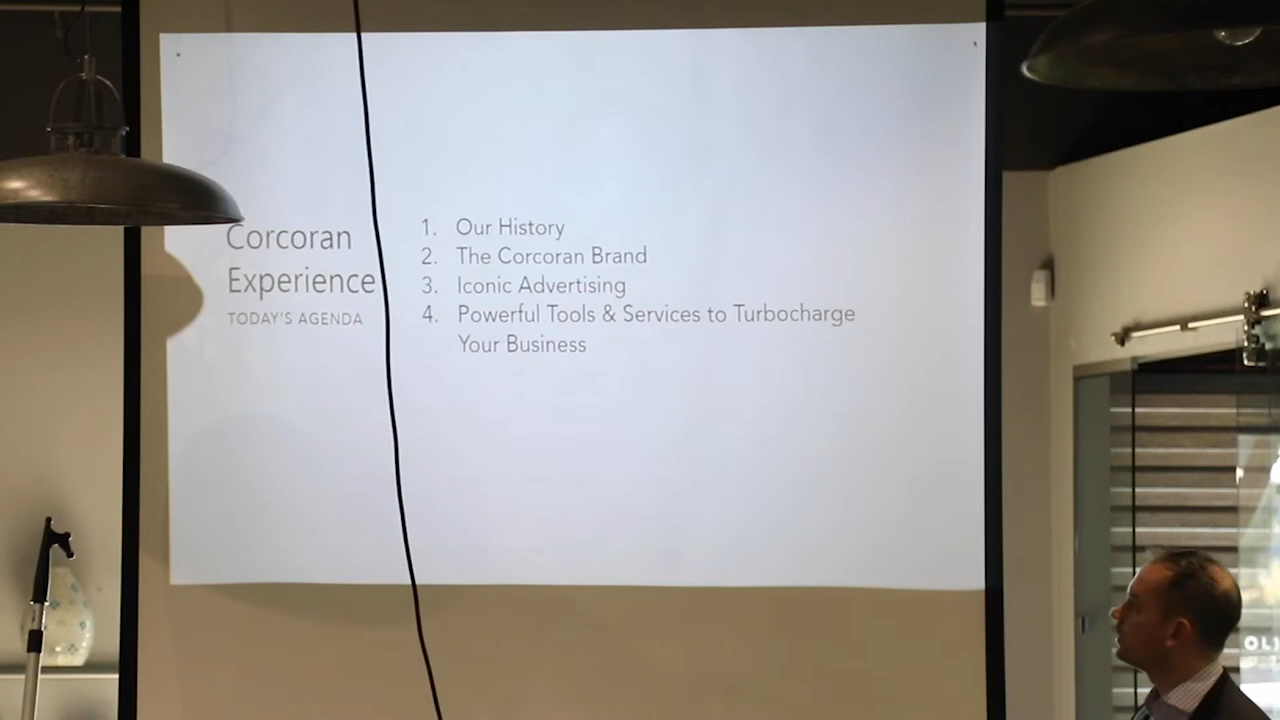 Corcoran
Experience
TODAY'S AGENDA
1. Our History
2. The Corcoran Brand
3. Iconic Advertising
4. Powerful Tools & Services to Turbocharge
Your Business